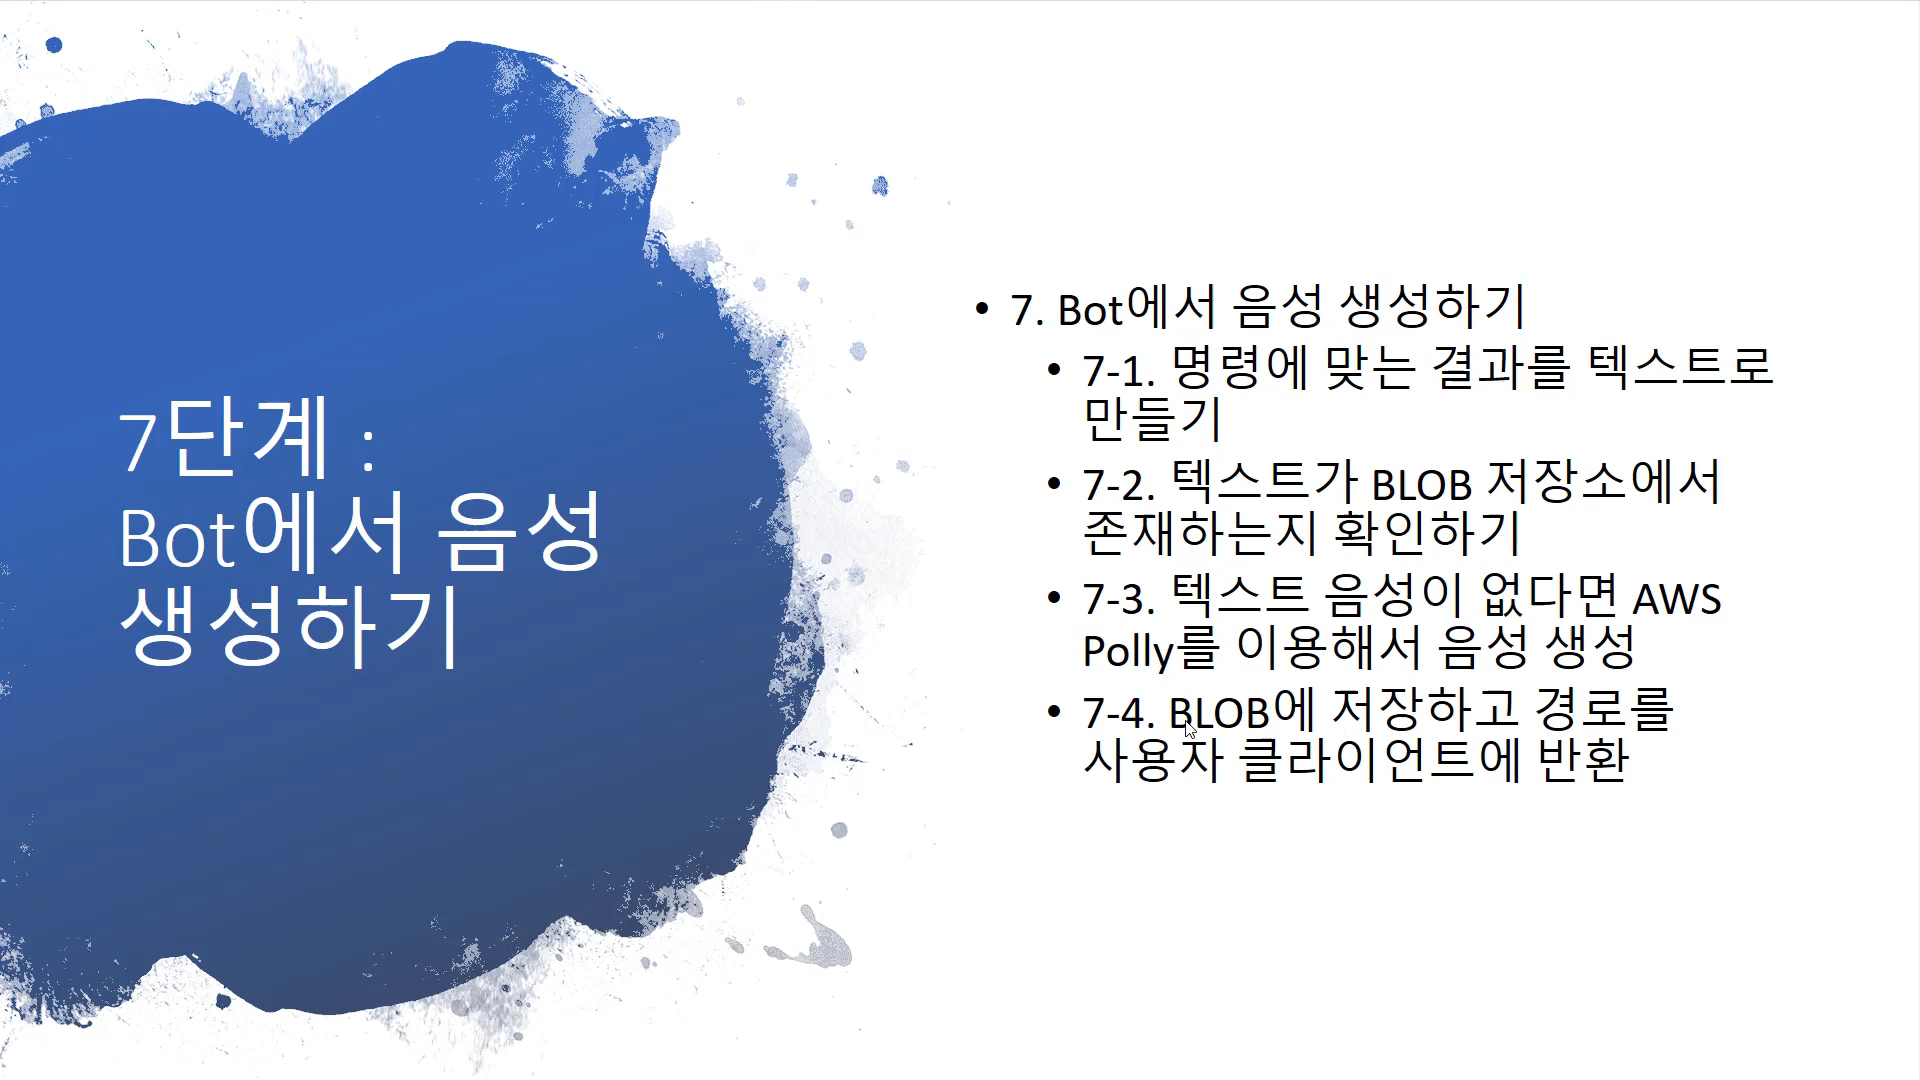 7단계 :
Bot에서 음성
생성하기
• 7. Bot에서 음성 생성하기
• 7-1. 명령에 맞는 결과를 텍스트로
만들기
• 7-2. 텍스트가 BLOB 저장소에서
존재하는지 확인하기
• 7-3. 텍스트 음성이 없다면 AWS
Polly를 이용해서 음성 생성
• 7-4. BLOB에 저장하고 경로를
사용자 클라이언트에 반환